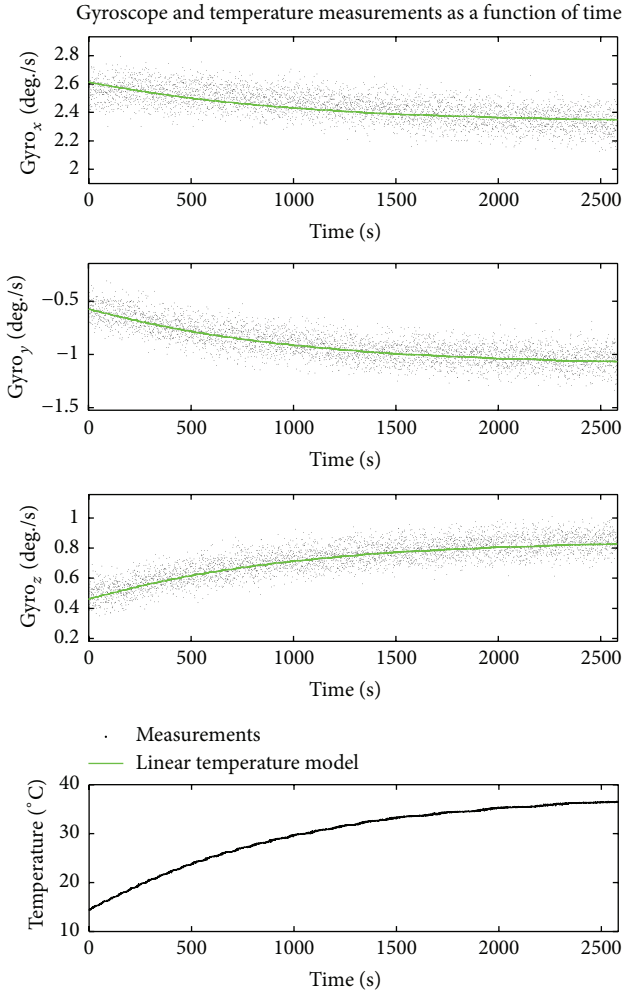 Gyroscope and temperature measurements as a function of time
Gyro_x (deg./s)
2.8
2.6
2.4
2.2
2
0 500 1000 1500 2000 2500
Time (s)
Gyro_y (deg./s)
−0.5
−1
−1.5
0 500 1000 1500 2000 2500
Time (s)
Gyro_z (deg./s)
1
0.8
0.6
0.4
0.2
0 500 1000 1500 2000 2500
Time (s)
Measurements
Linear temperature model
Temperature (°C)
40
30
20
10
0 500 1000 1500 2000 2500
Time (s)